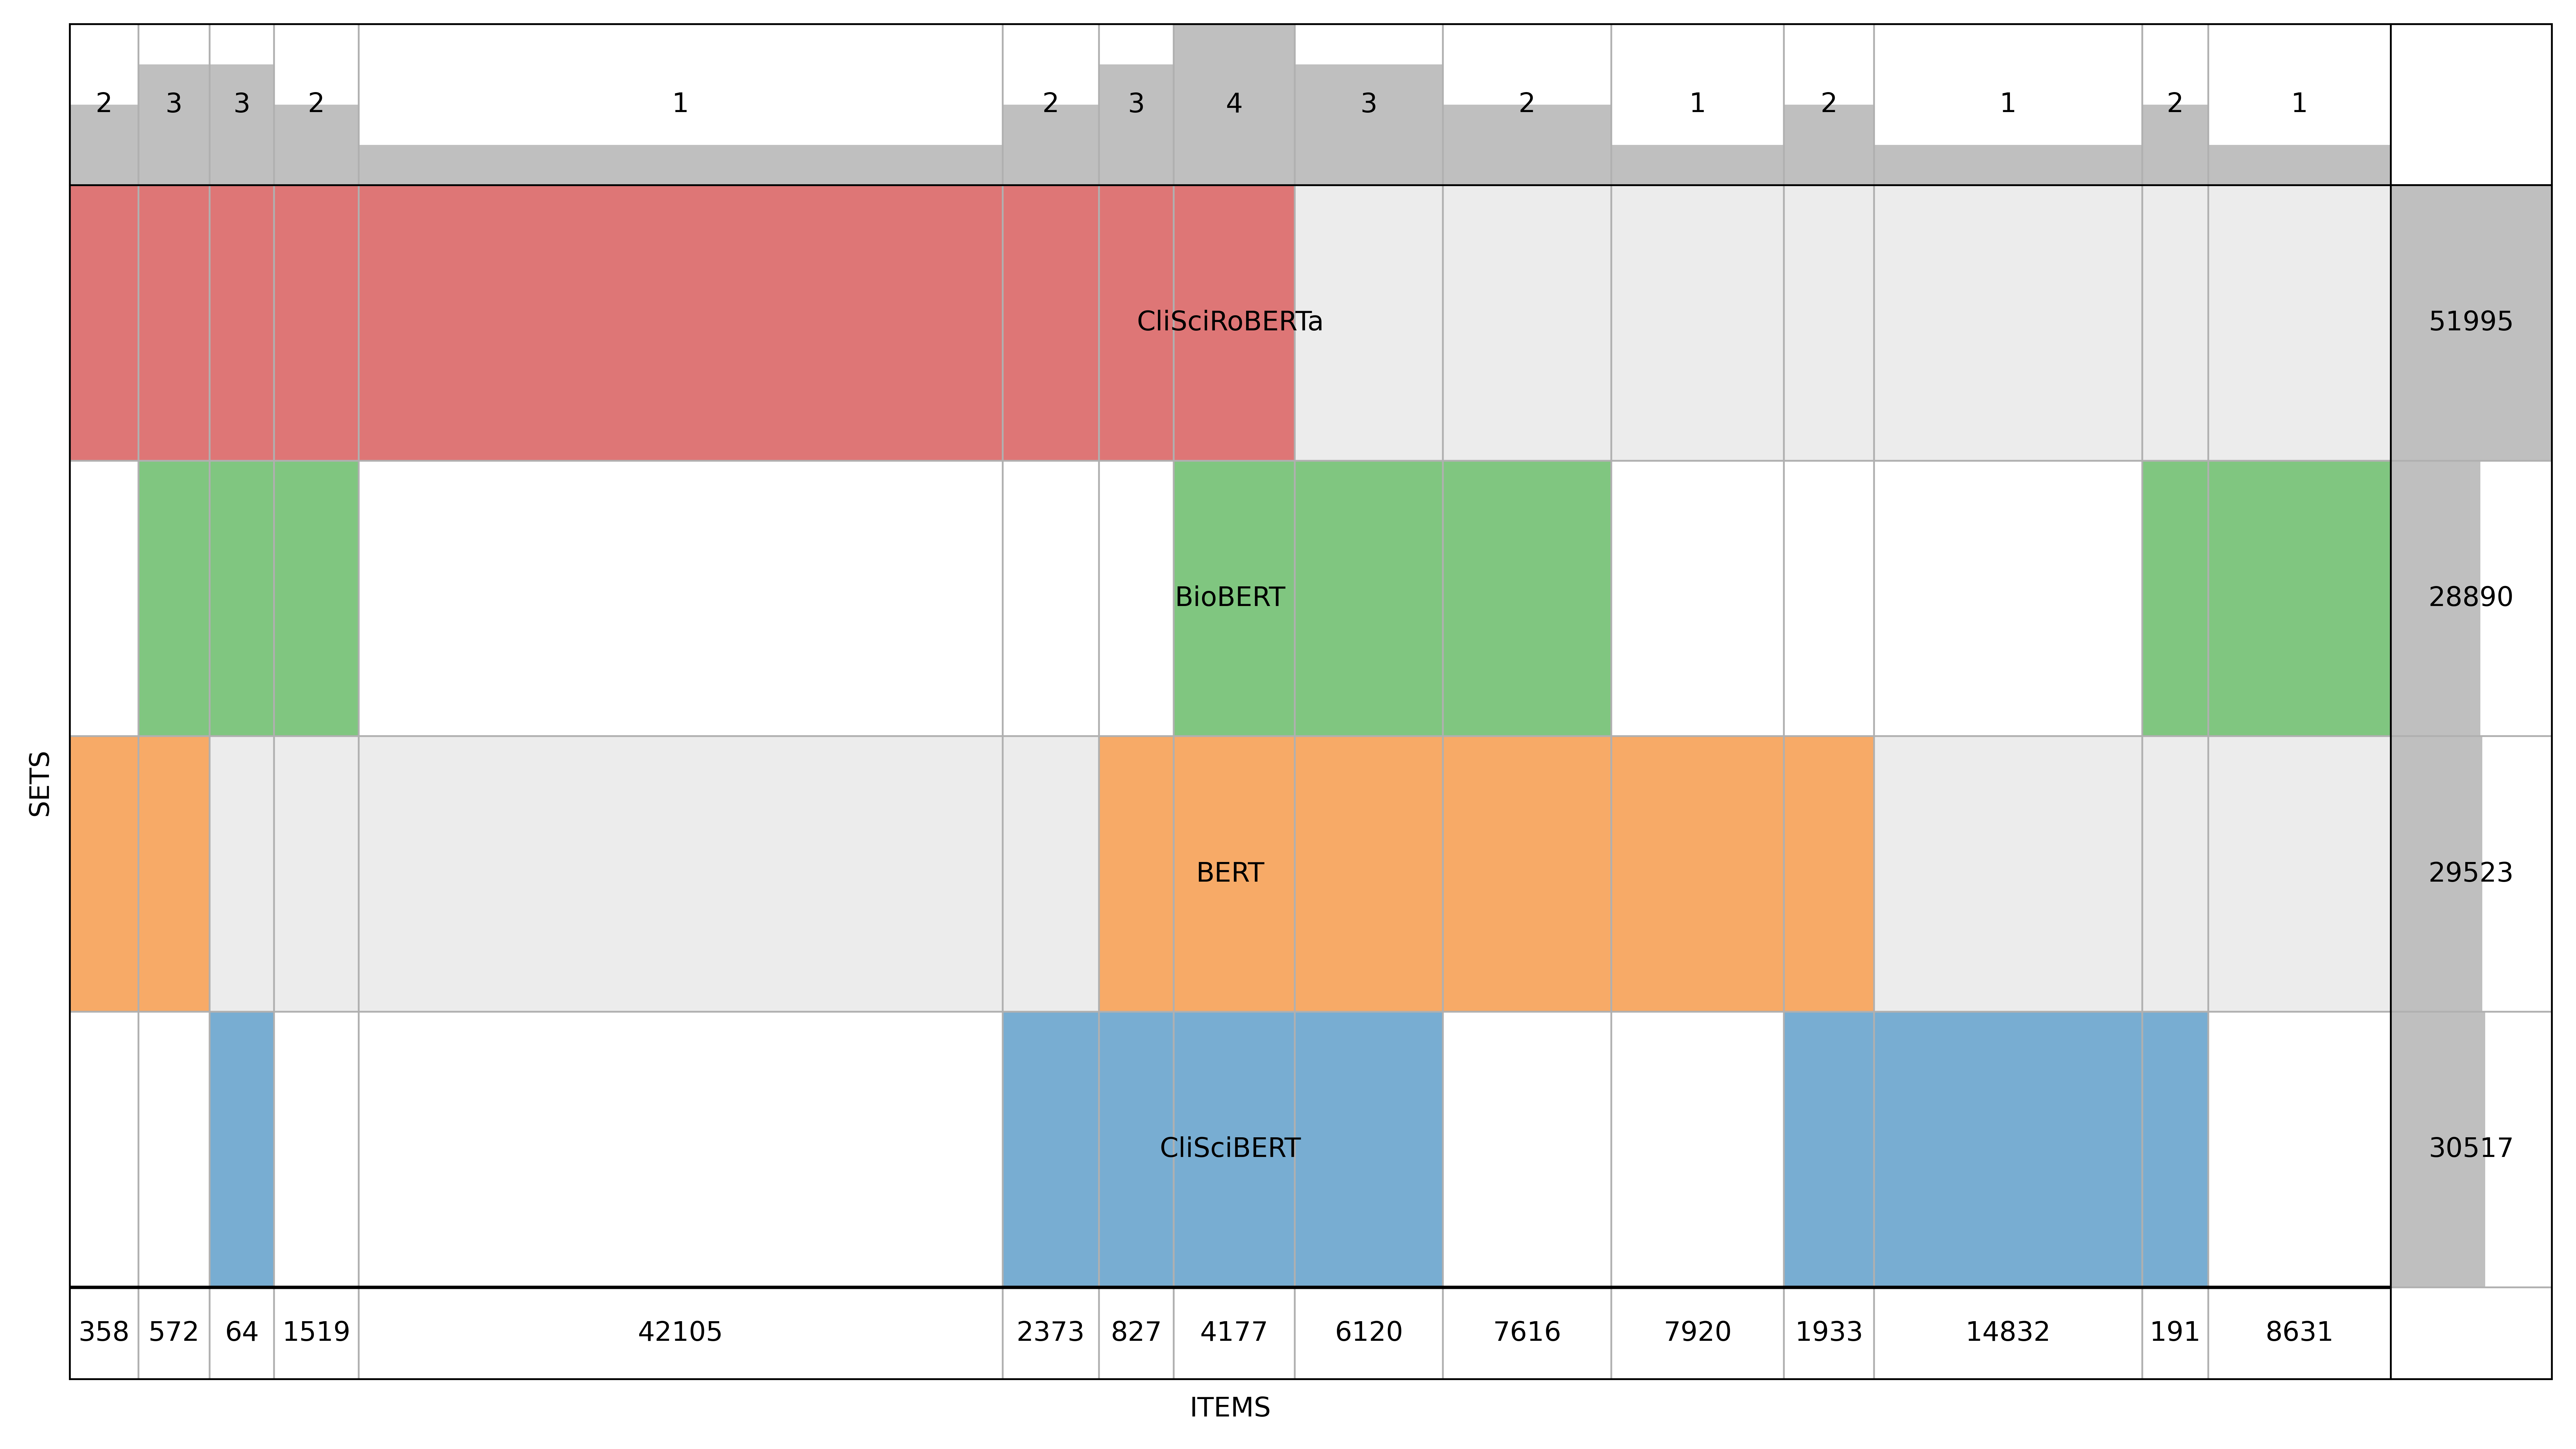 2 3 3 2 1 2 3 4 3 2 1 2 1 2 1
CliSciRoBERTa 51995
BioBERT 28890
SETS
BERT 29523
CliSciBERT 30517
358 572 64 1519 42105 2373 827 4177 6120 7616 7920 1933 14832 191 8631
ITEMS